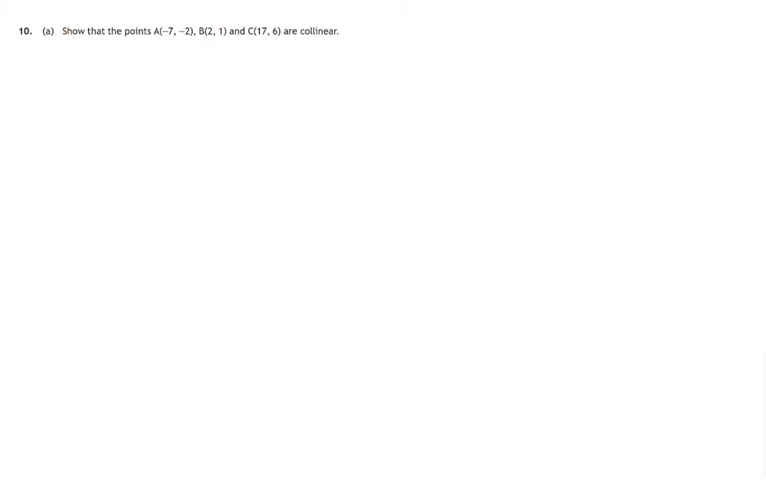 10. (a) Show that the points A(−7, −2), B(2, 1) and C(17, 6) are collinear.